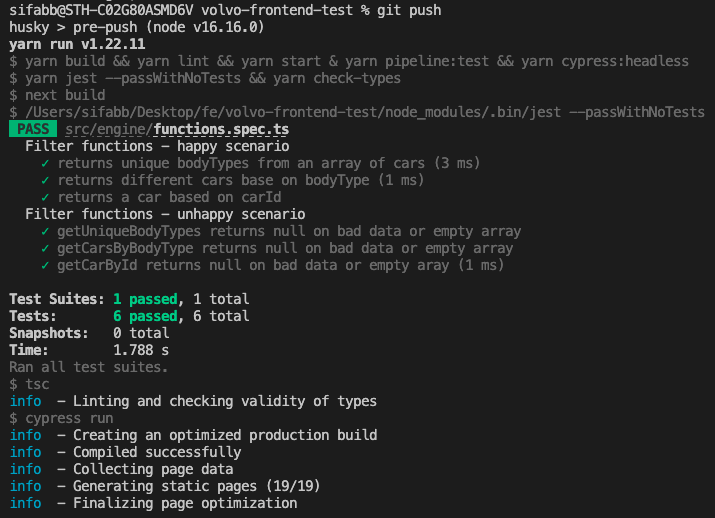 sifabb@STH-C02G80ASMD6V volvo-frontend-test % git push
husky > pre-push (node v16.16.0)
yarn run v1.22.11
$ yarn build && yarn lint && yarn start & yarn pipeline:test && yarn cypress:headless
$ yarn jest --passWithNoTests && yarn check-types
$ next build
$ /Users/sifabb/Desktop/fe/volvo-frontend-test/node_modules/.bin/jest --passWithNoTests
PASS src/engine/functions.spec.ts
Filter functions – happy scenario
✓ returns unique bodyTypes from an array of cars (3 ms)
✓ returns different cars base on bodyType (1 ms)
✓ returns a car based on carId
Filter functions – unhappy scenario
✓ getUniqueBodyTypes returns null on bad data or empty array
✓ getCarsByBodyType returns null on bad data or empty array
✓ getCarById returns null on bad data or empty aray (1 ms)
Test Suites: 1 passed, 1 total
Tests: 6 passed, 6 total
Snapshots: 0 total
Time: 1.788 s
Ran all test suites.
$ tsc
info – Linting and checking validity of types
$ cypress run
info – Creating an optimized production build
info – Compiled successfully
info – Collecting page data
info – Generating static pages (19/19)
info – Finalizing page optimization